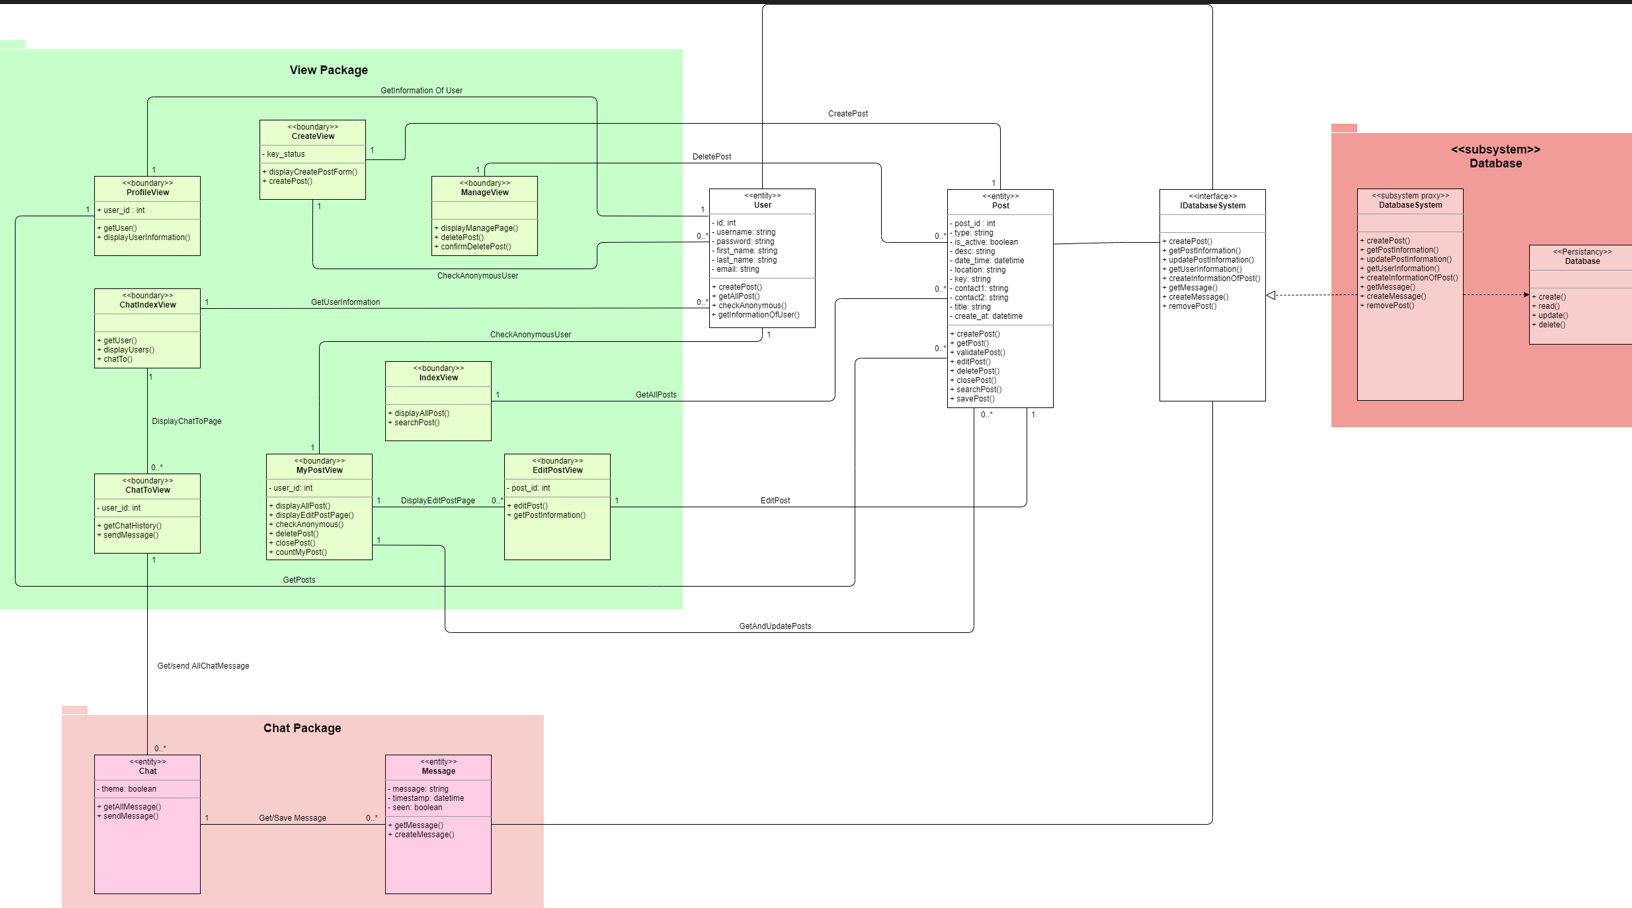 View Package
GetInformation Of User
1
<<boundary>>
ProfileView
+ user_id : int
+ getUser()
+ displayUserInformation()
1
<<boundary>>
CreateView
- key_status
+ displayCreatePostForm()
+ createPost()
1
1
CreatePost
1
DeletePost
1
<<boundary>>
ManageView
+ displayManagePage()
+ deletePost()
+ confirmDeletePost()
CheckAnonymousUser
<<boundary>>
ChatIndexView
+ getUser()
+ displayUsers()
+ chatTo()
1
GetUserInformation
1
0..*
0..*
<<entity>>
User
- id: int
- username: string
- password: string
- first_name: string
- last_name: string
- email: string
+ createPost()
+ getAllPost()
+ checkAnonymous()
+ getInformationOfUser()
1
CheckAnonymousUser
1
DisplayChatToPage
0..*
<<boundary>>
ChatToView
- user_id: int
+ getChatHistory()
+ sendMessage()
1
<<boundary>>
IndexView
+ displayAllPost()
+ searchPost()
1
GetAllPosts
1
<<boundary>>
MyPostView
- user_id: int
+ displayAllPost()
+ displayEditPostPage()
+ checkAnonymous()
+ deletePost()
+ closePost()
+ countMyPost()
1
DisplayEditPostPage
0..*
1
<<boundary>>
EditPostView
- post_id: int
+ editPost()
+ getPostInformation()
1
EditPost
GetPosts
GetAndUpdatePosts
0..*
0..*
0..*
<<entity>>
Post
- post_id : int
- type: string
- is_active: boolean
- desc: string
- date_time: datetime
- location: string
- key: string
- contact1: string
- contact2: string
- title: string
- create_at: datetime
+ createPost()
+ getPost()
+ validatePost()
+ editPost()
+ deletePost()
+ closePost()
+ searchPost()
+ savePost()
0..*
1
<<interface>>
IDatabaseSystem
+ createPost()
+ getPostInformation()
+ updatePostInformation()
+ getUserInformation()
+ createInformationOfPost()
+ getMessage()
+ createMessage()
+ removePost()
<<subsystem>>
Database
<<subsystem proxy>>
DatabaseSystem
+ createPost()
+ getPostInformation()
+ updatePostInformation()
+ getUserInformation()
+ createInformationOfPost()
+ getMessage()
+ createMessage()
+ removePost()
<<Persistancy>>
Database
+ create()
+ read()
+ update()
+ delete()
Get/send AllChatMessage
Chat Package
0..*
<<entity>>
Chat
- theme: boolean
+ getAllMessage()
+ sendMessage()
1
Get/Save Message
0..*
<<entity>>
Message
- message: string
- timestamp: datetime
- seen: boolean
+ getMessage()
+ createMessage()